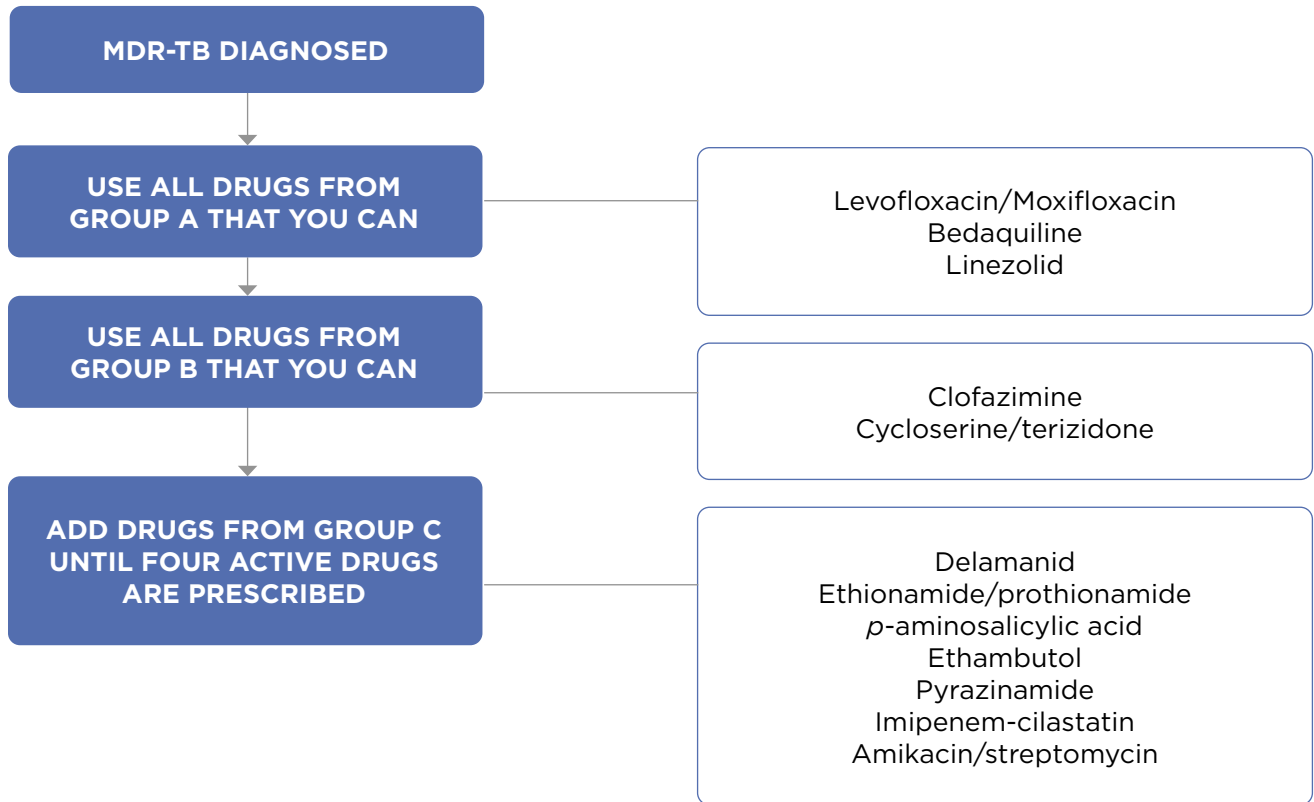 MDR-TB DIAGNOSED
USE ALL DRUGS FROM
GROUP A THAT YOU CAN
Levofloxacin/Moxifloxacin
Bedaquiline
Linezolid
USE ALL DRUGS FROM
GROUP B THAT YOU CAN
Clofazimine
Cycloserine/terizidone
ADD DRUGS FROM GROUP C
UNTIL FOUR ACTIVE DRUGS
ARE PRESCRIBED
Delamanid
Ethionamide/prothionamide
p-aminosalicylic acid
Ethambutol
Pyrazinamide
Imipenem-cilastatin
Amikacin/streptomycin